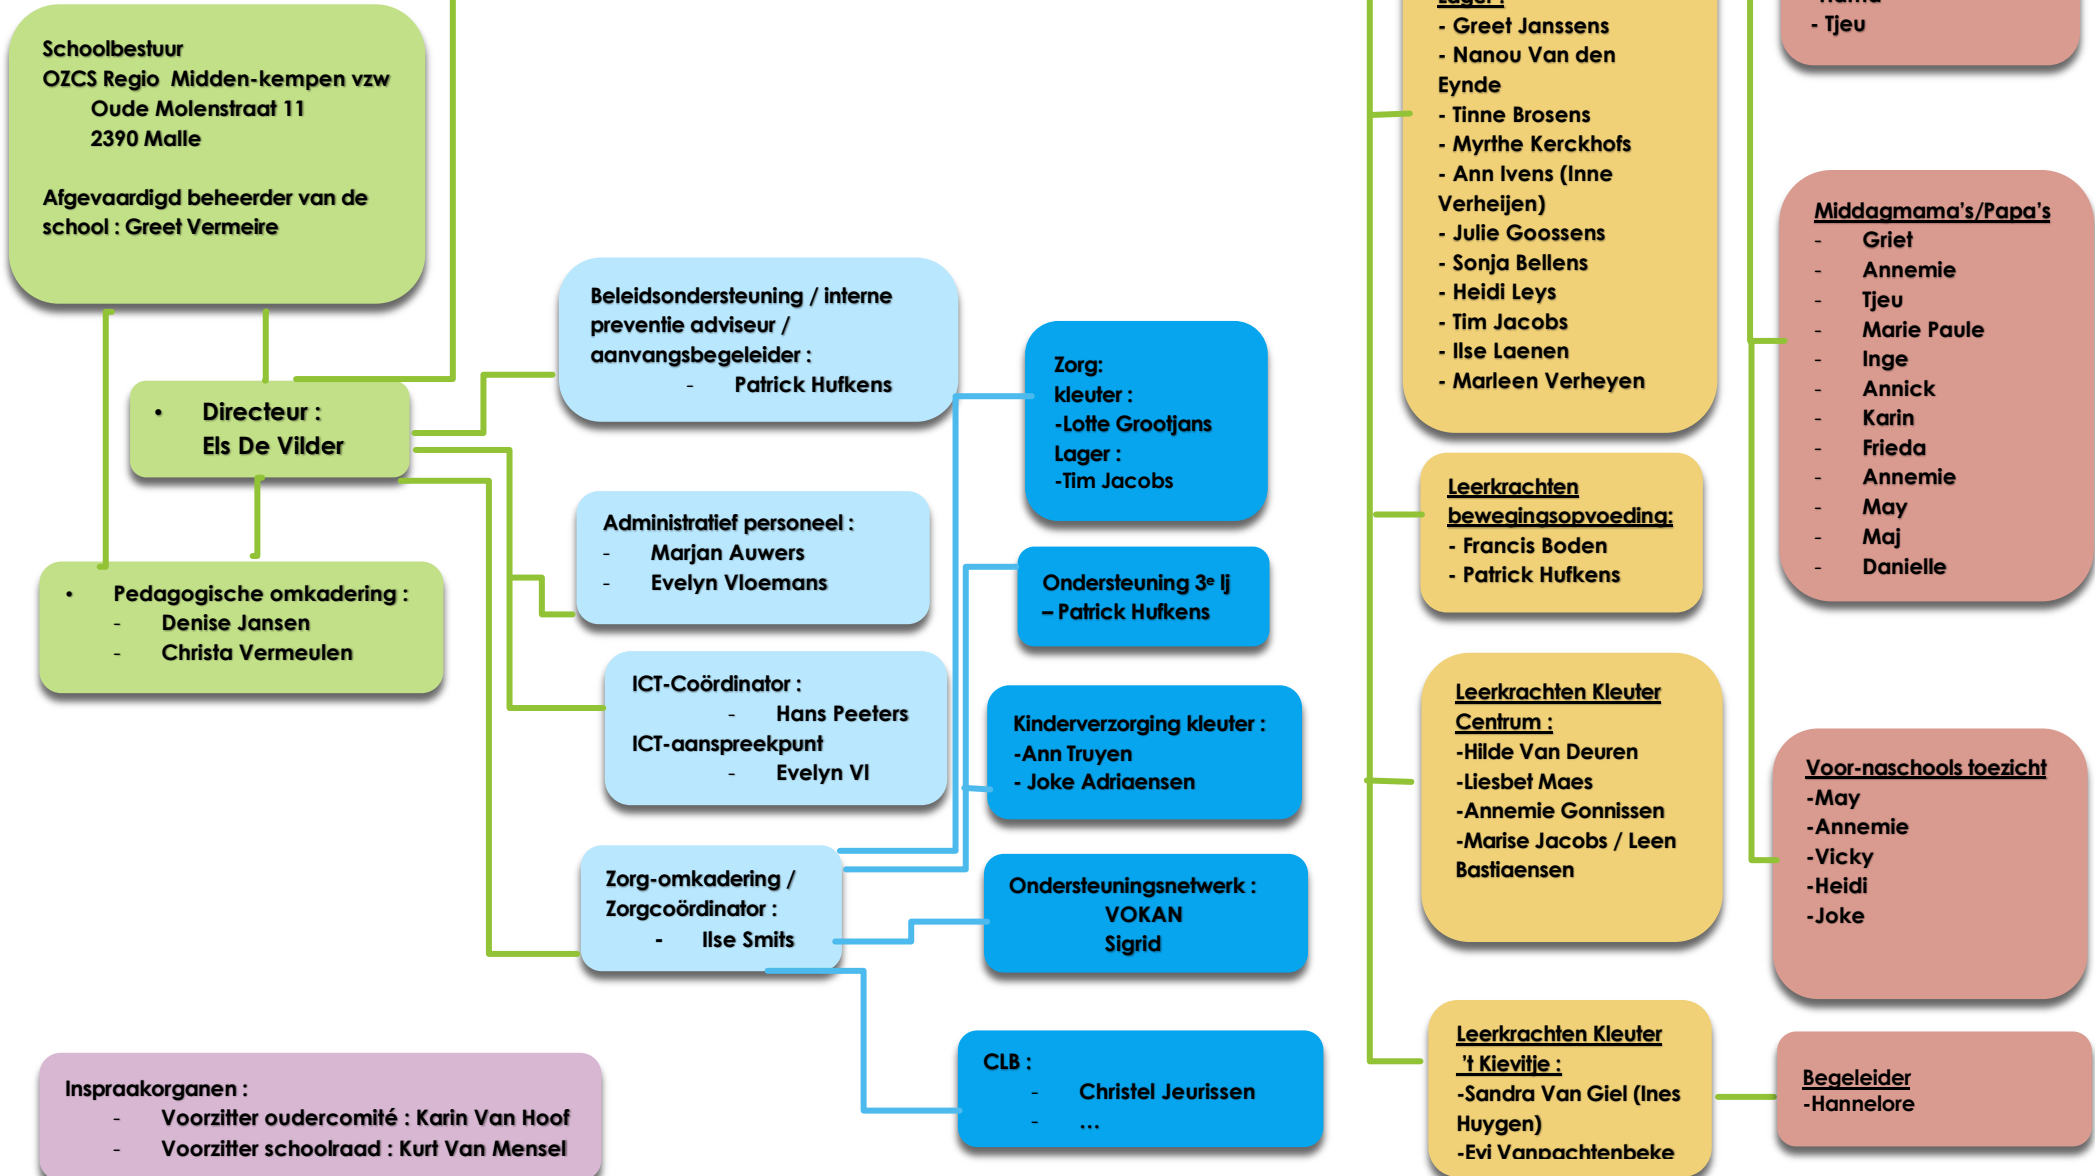 Schoolbestuur
OZCS Regio Midden-kempen vzw
Oude Molenstraat 11
2390 Malle
Afgevaardigd beheerder van de
school : Greet Vermeire
• Directeur :
Els De Vilder
• Pedagogische omkadering :
- Denise Jansen
- Christa Vermeulen
Inspraakorganen :
- Voorzitter oudercomité : Karin Van Hoof
- Voorzitter schoolraad : Kurt Van Mensel
Beleidsondersteuning / interne
preventie adviseur /
aanvangsbegeleider :
- Patrick Hufkens
Administratief personeel :
- Marjan Auwers
- Evelyn Vloemans
ICT-Coördinator :
- Hans Peeters
ICT-aanspreekpunt
- Evelyn Vl
Zorg-omkadering /
Zorgcoördinator :
- Ilse Smits
Zorg:
kleuter :
-Lotte Grootjans
Lager :
-Tim Jacobs
Ondersteuning 3e lj
– Patrick Hufkens
Kinderverzorging kleuter :
-Ann Truyen
- Joke Adriaensen
Ondersteuningsnetwerk :
VOKAN
Sigrid
CLB :
- Christel Jeurissen
- ...
Lager :
- Greet Janssens
- Nanou Van den
Eynde
- Tinne Brosens
- Myrthe Kerckhofs
- Ann Ivens (Inne
Verheijen)
- Julie Goossens
- Sonja Bellens
- Heidi Leys
- Tim Jacobs
- Ilse Laenen
- Marleen Verheyen
Leerkrachten
bewegingsopvoeding:
- Francis Boden
- Patrick Hufkens
Leerkrachten Kleuter
Centrum :
-Hilde Van Deuren
-Liesbet Maes
-Annemie Gonnissen
-Marise Jacobs / Leen
Bastiaensen
Leerkrachten Kleuter
't Kievitje :
-Sandra Van Giel (Ines
Huygen)
-Evi Vanpachtenbeke
- Tjeu
Middagmama's/Papa's
- Griet
- Annemie
- Tjeu
- Marie Paule
- Inge
- Annick
- Karin
- Frieda
- Annemie
- May
- Maj
- Danielle
Voor-naschools toezicht
-May
-Annemie
-Vicky
-Heidi
-Joke
Begeleider
-Hannelore